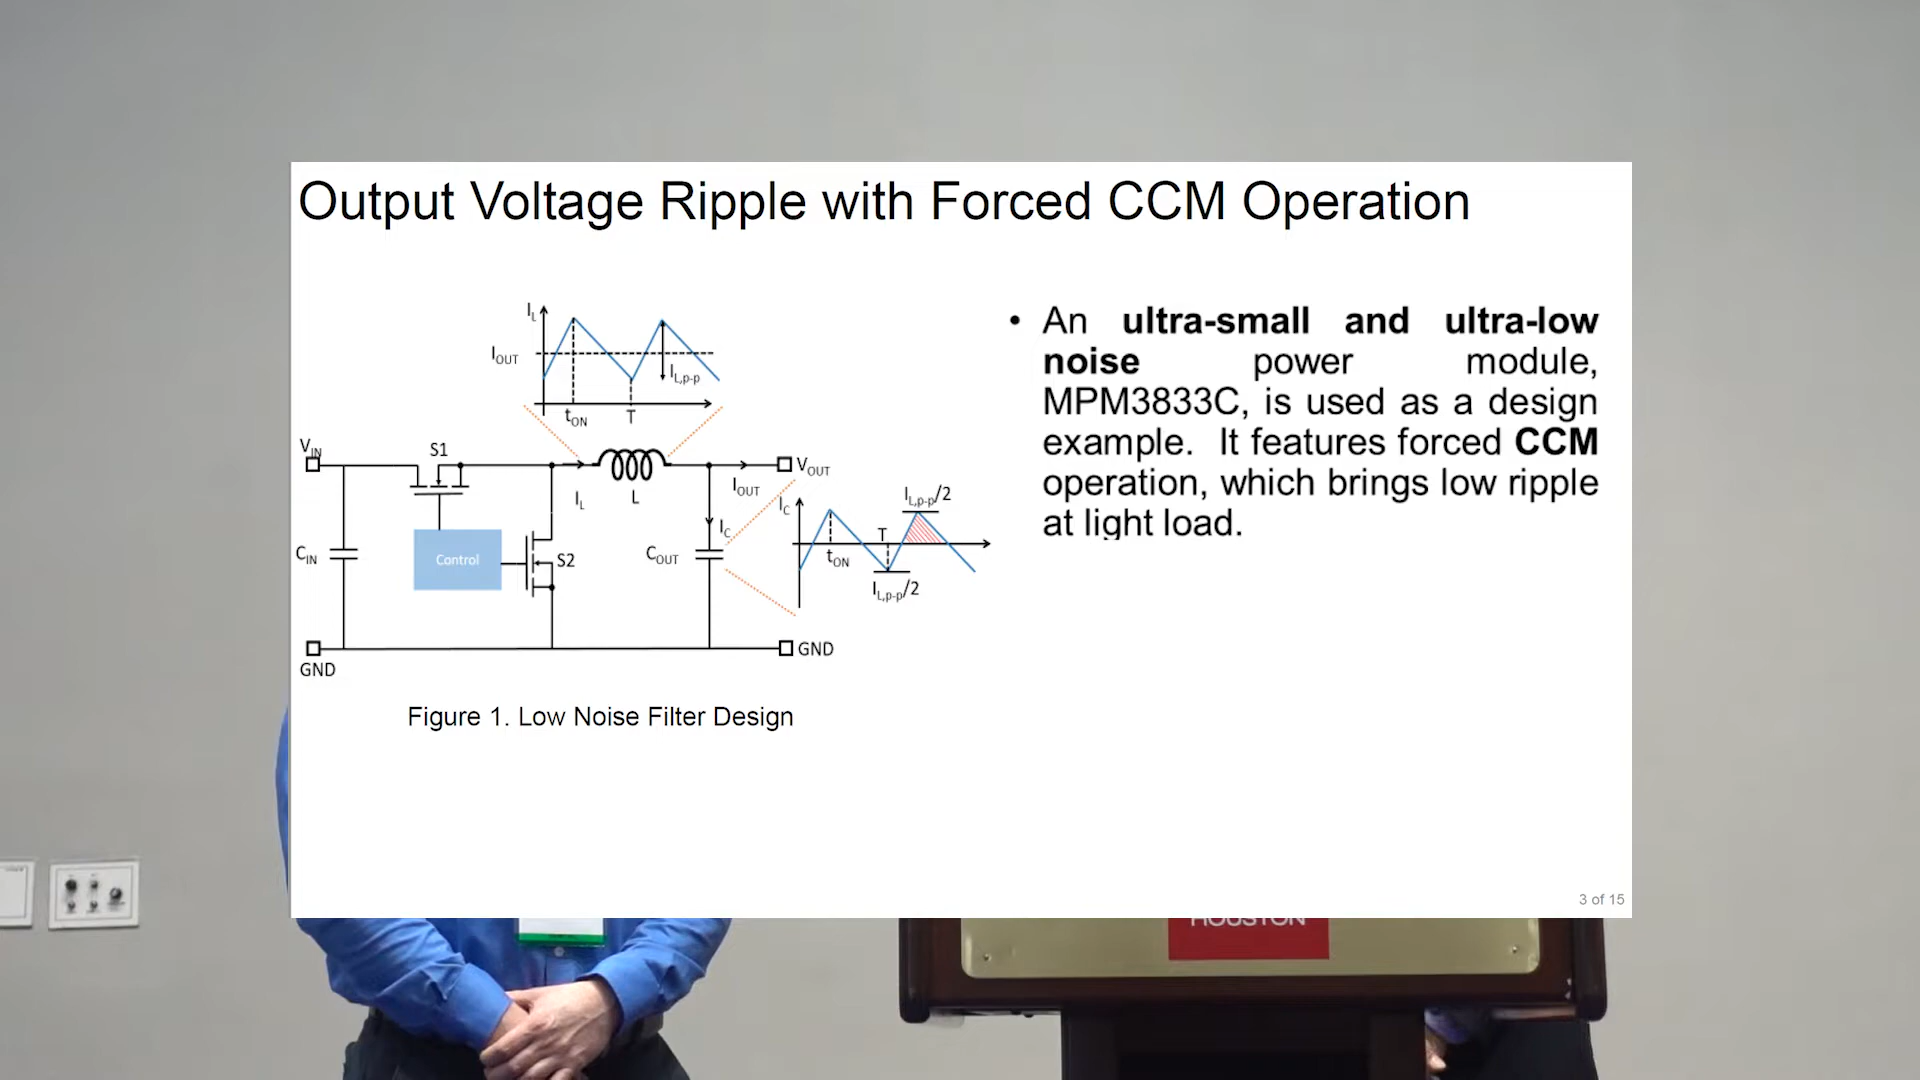 Output Voltage Ripple with Forced CCM Operation
I_L
I_OUT
I_L,p-p
t_ON
T
V_IN
S1
I_L
L
I_OUT
V_OUT
I_C
C_IN
Control
S2
C_OUT
I_C
I_L,p-p/2
T
t_ON
I_L,p-p/2
GND
GND
Figure 1. Low Noise Filter Design
• An ultra-small and ultra-low
noise power module,
MPM3833C, is used as a design
example. It features forced CCM
operation, which brings low ripple
at light load.
3 of 15
HOUSTON